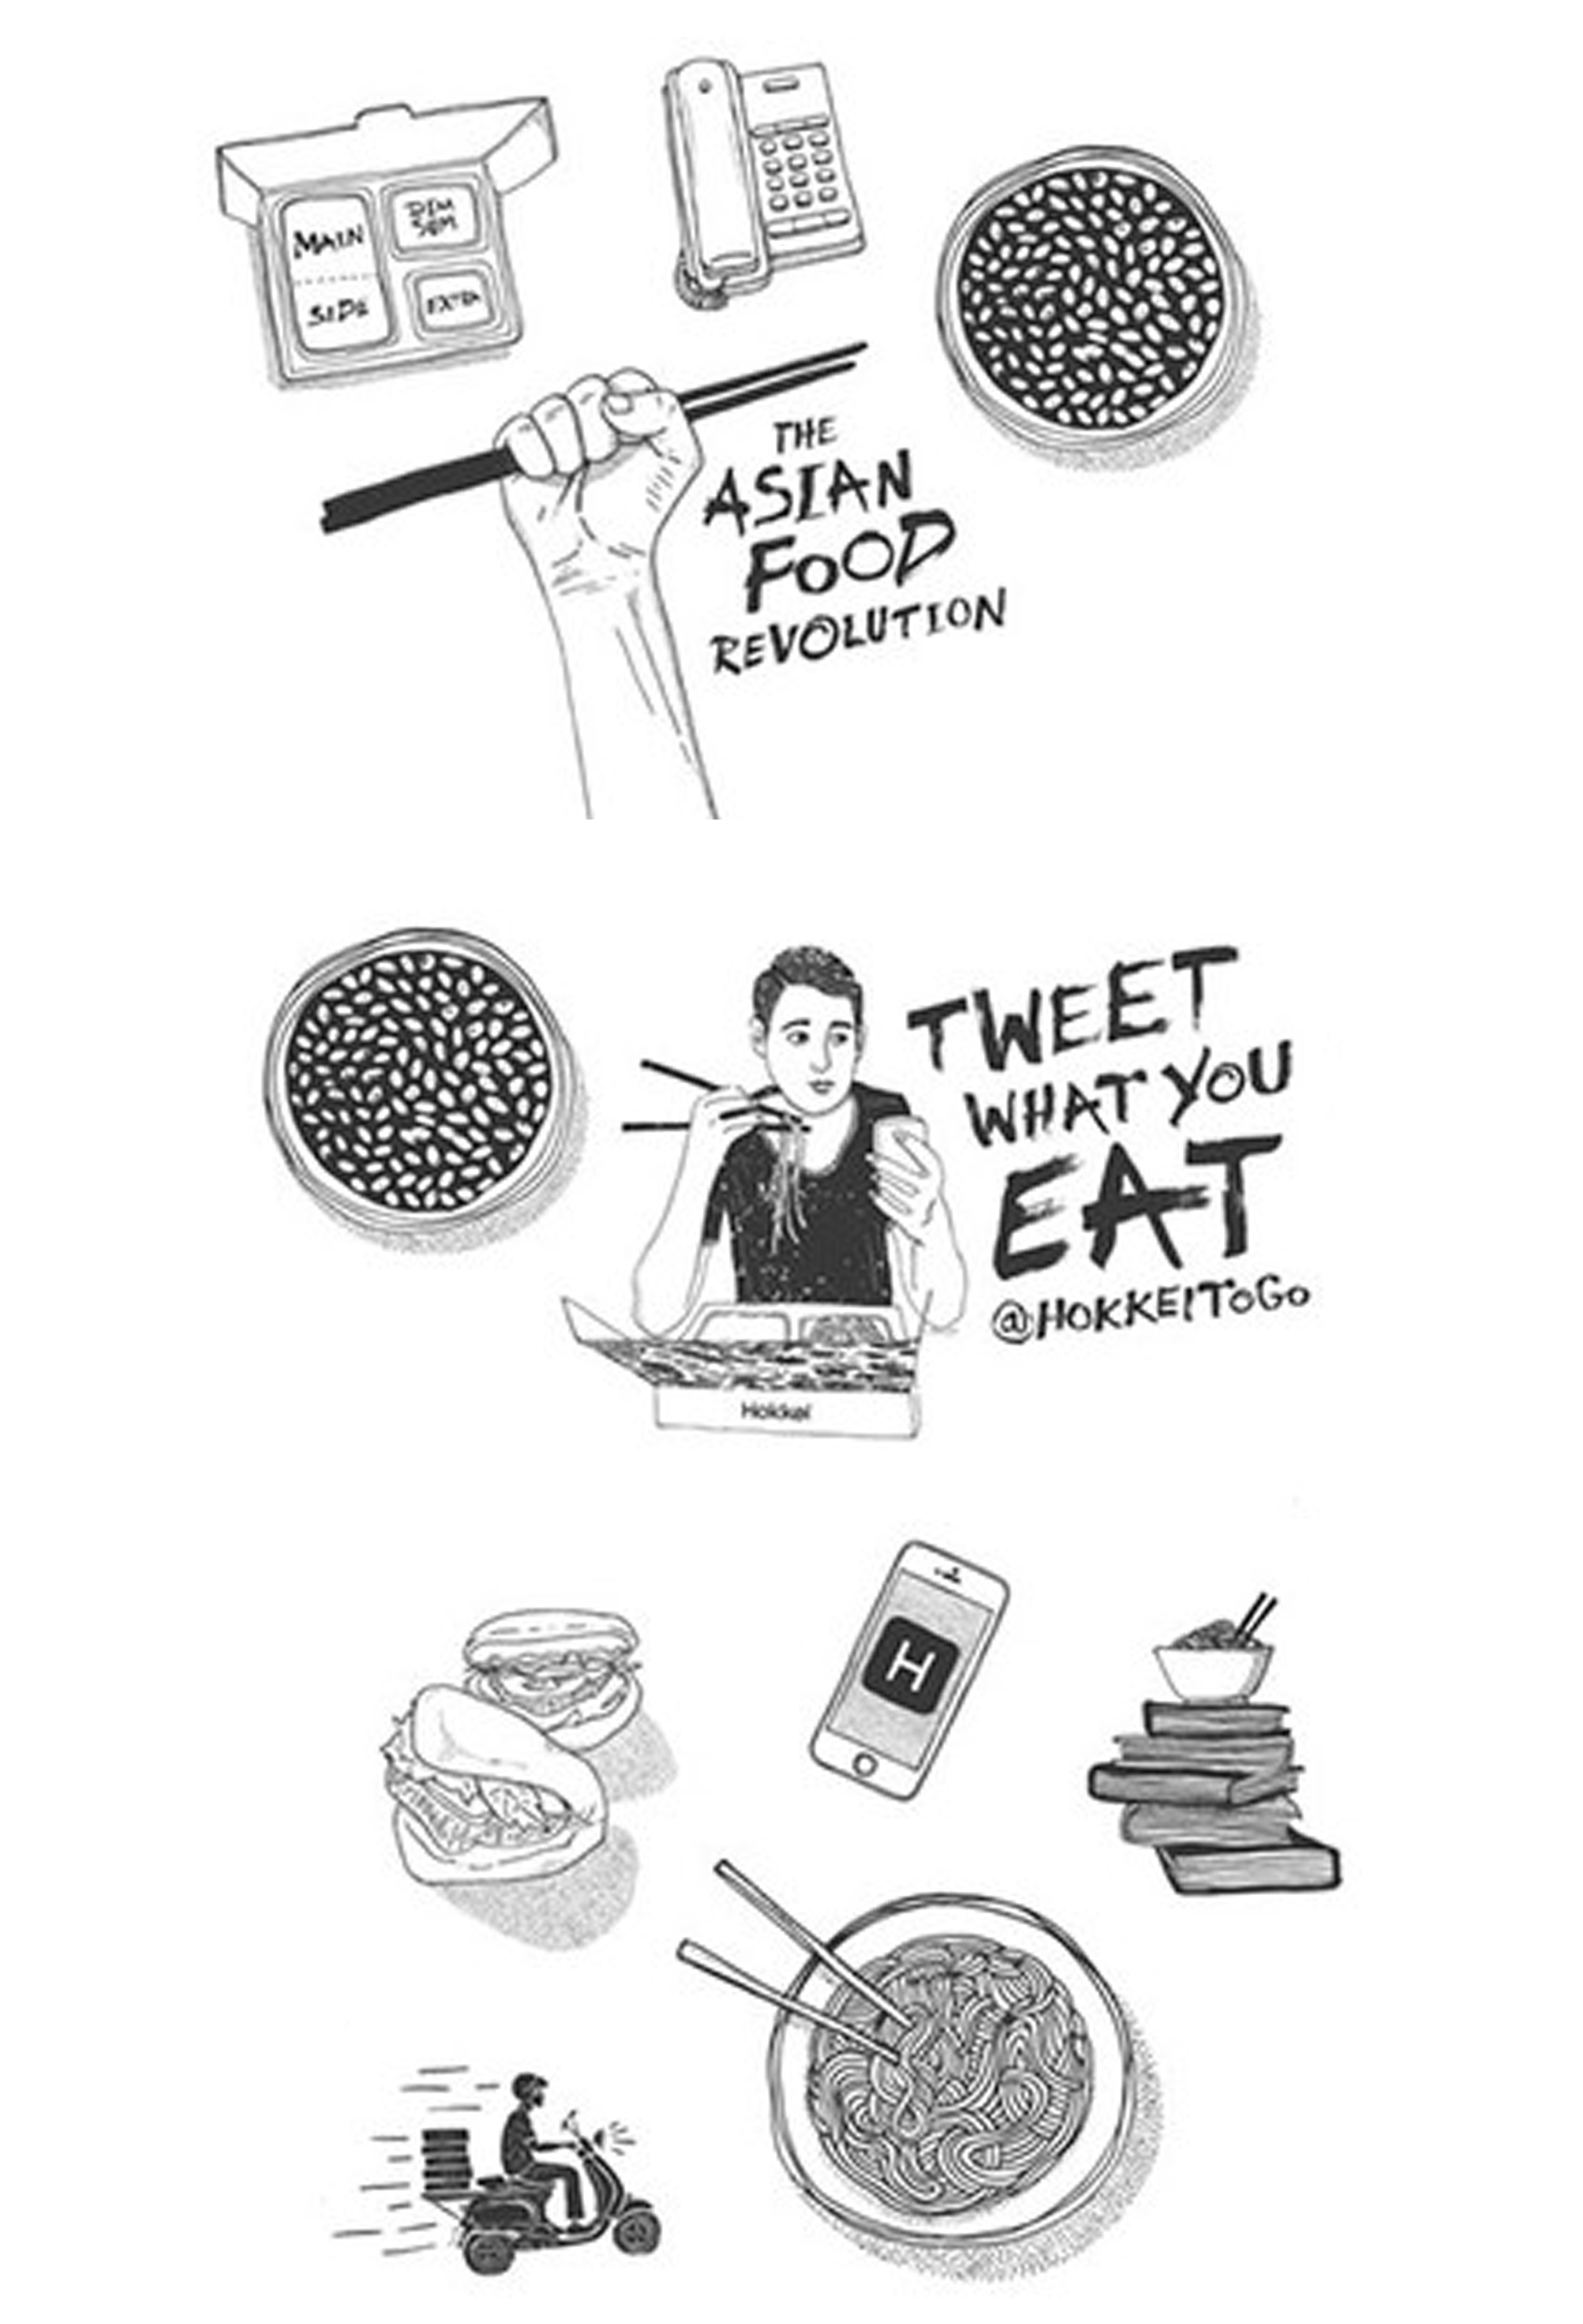 MAIN
SIDE
DIM
SUM
EXTRA
THE
ASIAN
FOOD
REVOLUTION
TWEET
WHAT YOU
EAT
@HOKKEITOGO
Hokkei
H